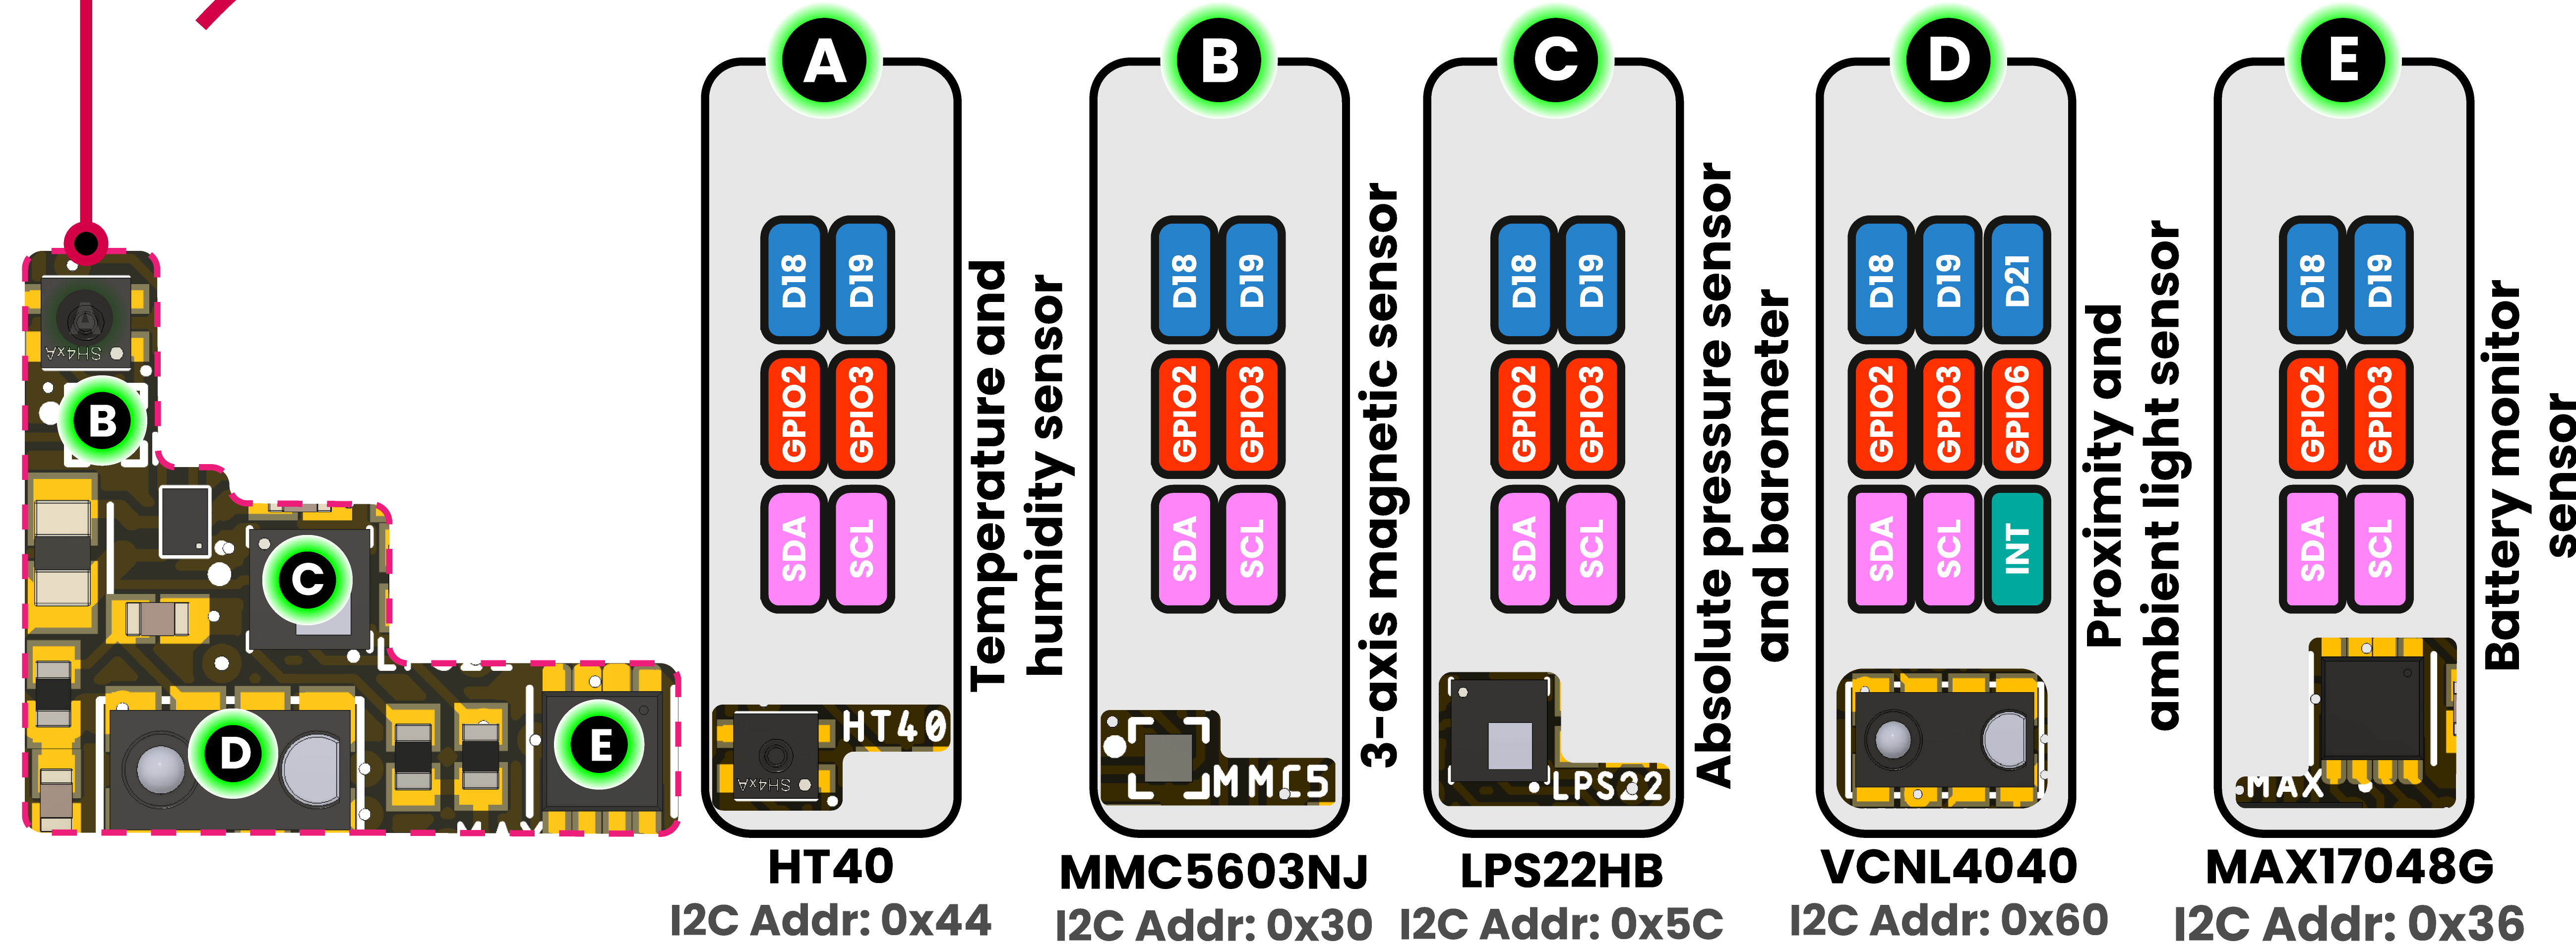 A
B
C
D
E
SH4xA
B
C
D
E
D18 D19
GPIO2 GPIO3
SDA SCL
Temperature and
humidity sensor
SH4xA
HT40
HT40
I2C Addr: 0x44
D18 D19
GPIO2 GPIO3
SDA SCL
3-axis magnetic sensor
MMC5
MMC5603NJ
I2C Addr: 0x30
D18 D19
GPIO2 GPIO3
SDA SCL
Absolute pressure sensor
and barometer
LPS22
LPS22HB
I2C Addr: 0x5C
D18 D19 D21
GPIO2 GPIO3 GPIO6
SDA SCL INT
Proximity and
ambient light sensor
VCNL4040
I2C Addr: 0x60
D18 D19
GPIO2 GPIO3
SDA SCL
Battery monitor
sensor
MAX
MAX17048G
I2C Addr: 0x36